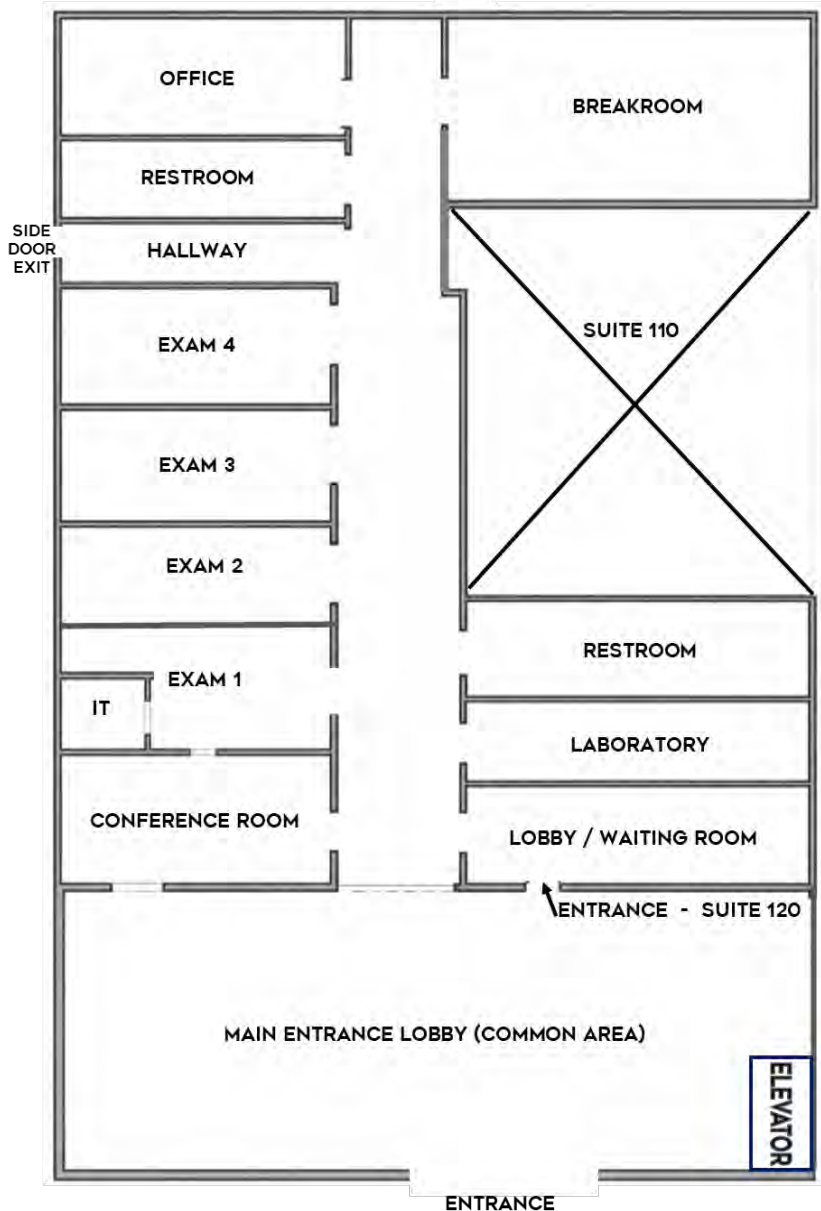 OFFICE
BREAKROOM
RESTROOM
SIDE
DOOR
EXIT
HALLWAY
SUITE 110
EXAM 4
EXAM 3
EXAM 2
RESTROOM
EXAM 1
IT
LABORATORY
CONFERENCE ROOM
LOBBY / WAITING ROOM
ENTRANCE - SUITE 120
MAIN ENTRANCE LOBBY (COMMON AREA)
ELEVATOR
ENTRANCE